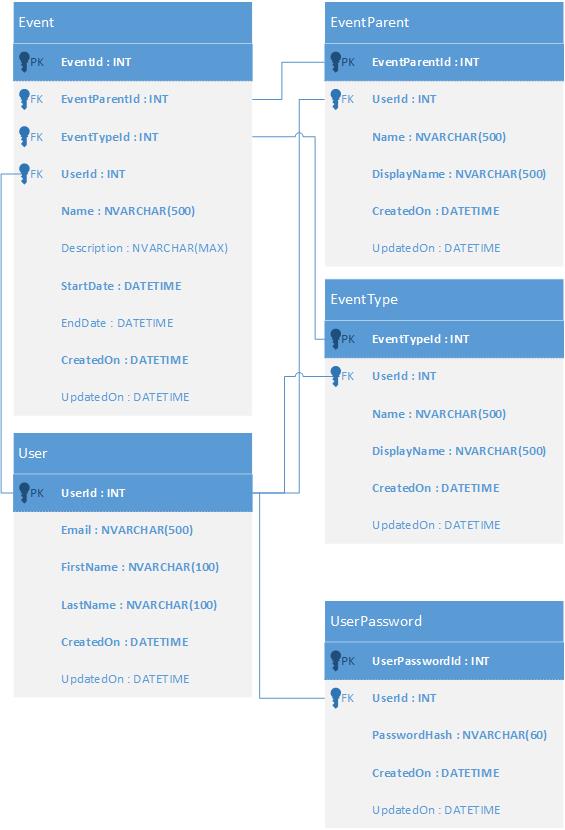 Event
PK EventId : INT
FK EventParentId : INT
FK EventTypeId : INT
FK UserId : INT
Name : NVARCHAR(500)
Description : NVARCHAR(MAX)
StartDate : DATETIME
EndDate : DATETIME
CreatedOn : DATETIME
UpdatedOn : DATETIME
User
PK UserId : INT
Email : NVARCHAR(500)
FirstName : NVARCHAR(100)
LastName : NVARCHAR(100)
CreatedOn : DATETIME
UpdatedOn : DATETIME
EventParent
PK EventParentId : INT
FK UserId : INT
Name : NVARCHAR(500)
DisplayName : NVARCHAR(500)
CreatedOn : DATETIME
UpdatedOn : DATETIME
EventType
PK EventTypeId : INT
FK UserId : INT
Name : NVARCHAR(500)
DisplayName : NVARCHAR(500)
CreatedOn : DATETIME
UpdatedOn : DATETIME
UserPassword
PK UserPasswordId : INT
FK UserId : INT
PasswordHash : NVARCHAR(60)
CreatedOn : DATETIME
UpdatedOn : DATETIME